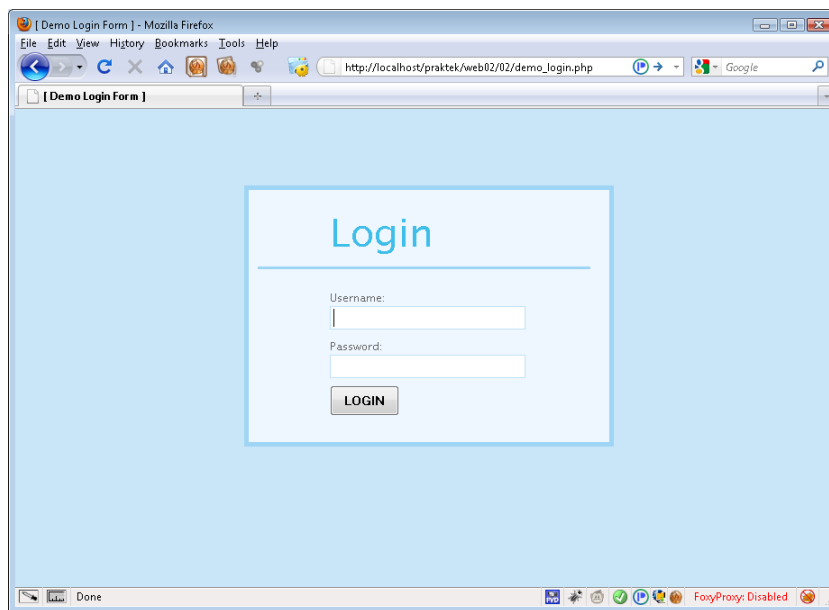 [ Demo Login Form ] - Mozilla Firefox
File Edit View History Bookmarks Tools Help
http://localhost/praktek/web02/02/demo_login.php
Google
[ Demo Login Form ]
Login
Username:
Password:
LOGIN
Done
FoxyProxy: Disabled